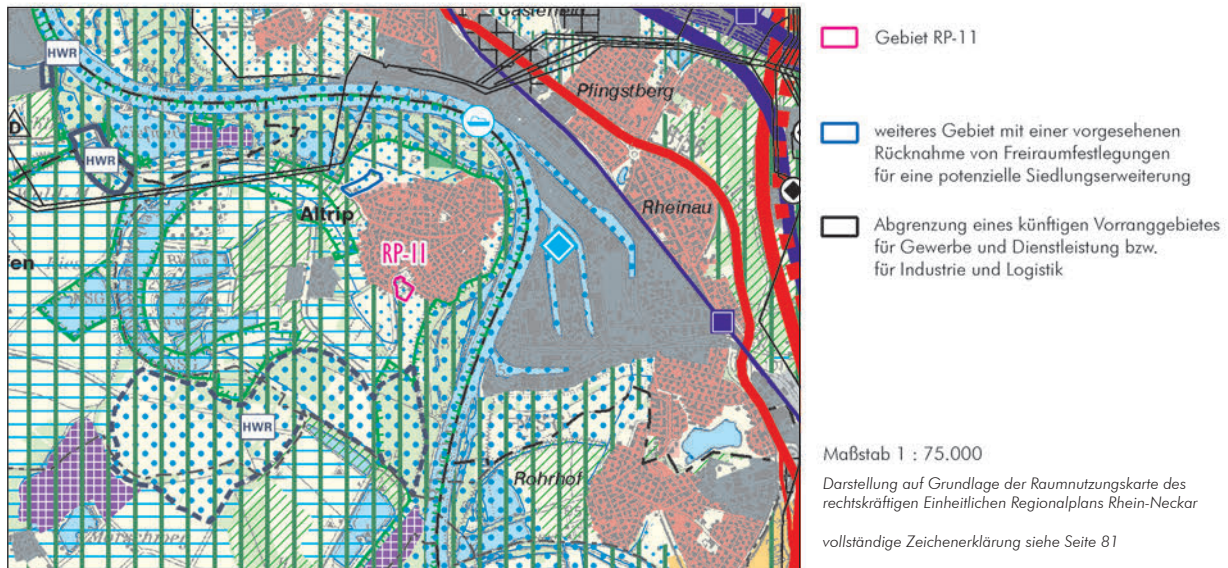 Casterfeld
HWR
Pfingstberg
D
HWR
Altrip
Rheinau
RP-11
HWR
Rohrhof
Gebiet RP-11
weiteres Gebiet mit einer vorgesehenen
Rücknahme von Freiraumfestlegungen
für eine potenzielle Siedlungserweiterung
Abgrenzung eines künftigen Vorranggebietes
für Gewerbe und Dienstleistung bzw.
für Industrie und Logistik
Maßstab 1 : 75.000
Darstellung auf Grundlage der Raumnutzungskarte des
rechtskräftigen Einheitlichen Regionalplans Rhein-Neckar
vollständige Zeichenerklärung siehe Seite 81